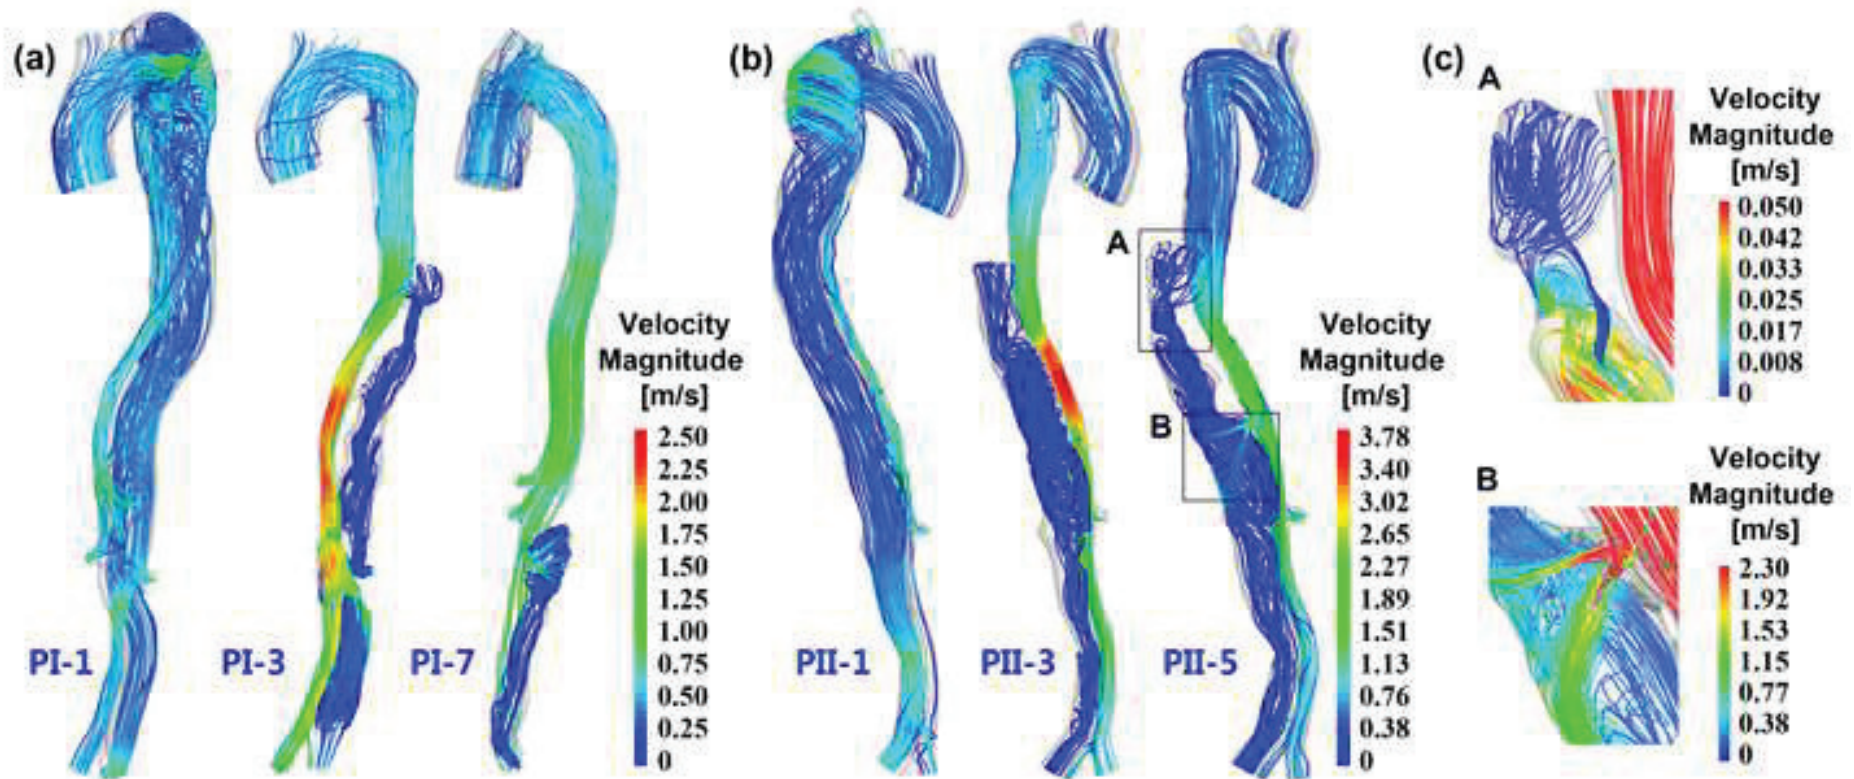 (a)
PI-1
PI-3
PI-7
Velocity
Magnitude
[m/s]
2.50
2.25
2.00
1.75
1.50
1.25
1.00
0.75
0.50
0.25
0
(b)
A
B
PII-1
PII-3
PII-5
Velocity
Magnitude
[m/s]
3.78
3.40
3.02
2.65
2.27
1.89
1.51
1.13
0.76
0.38
0
(c)
A
Velocity
Magnitude
[m/s]
0.050
0.042
0.033
0.025
0.017
0.008
0
B
Velocity
Magnitude
[m/s]
2.30
1.92
1.53
1.15
0.77
0.38
0